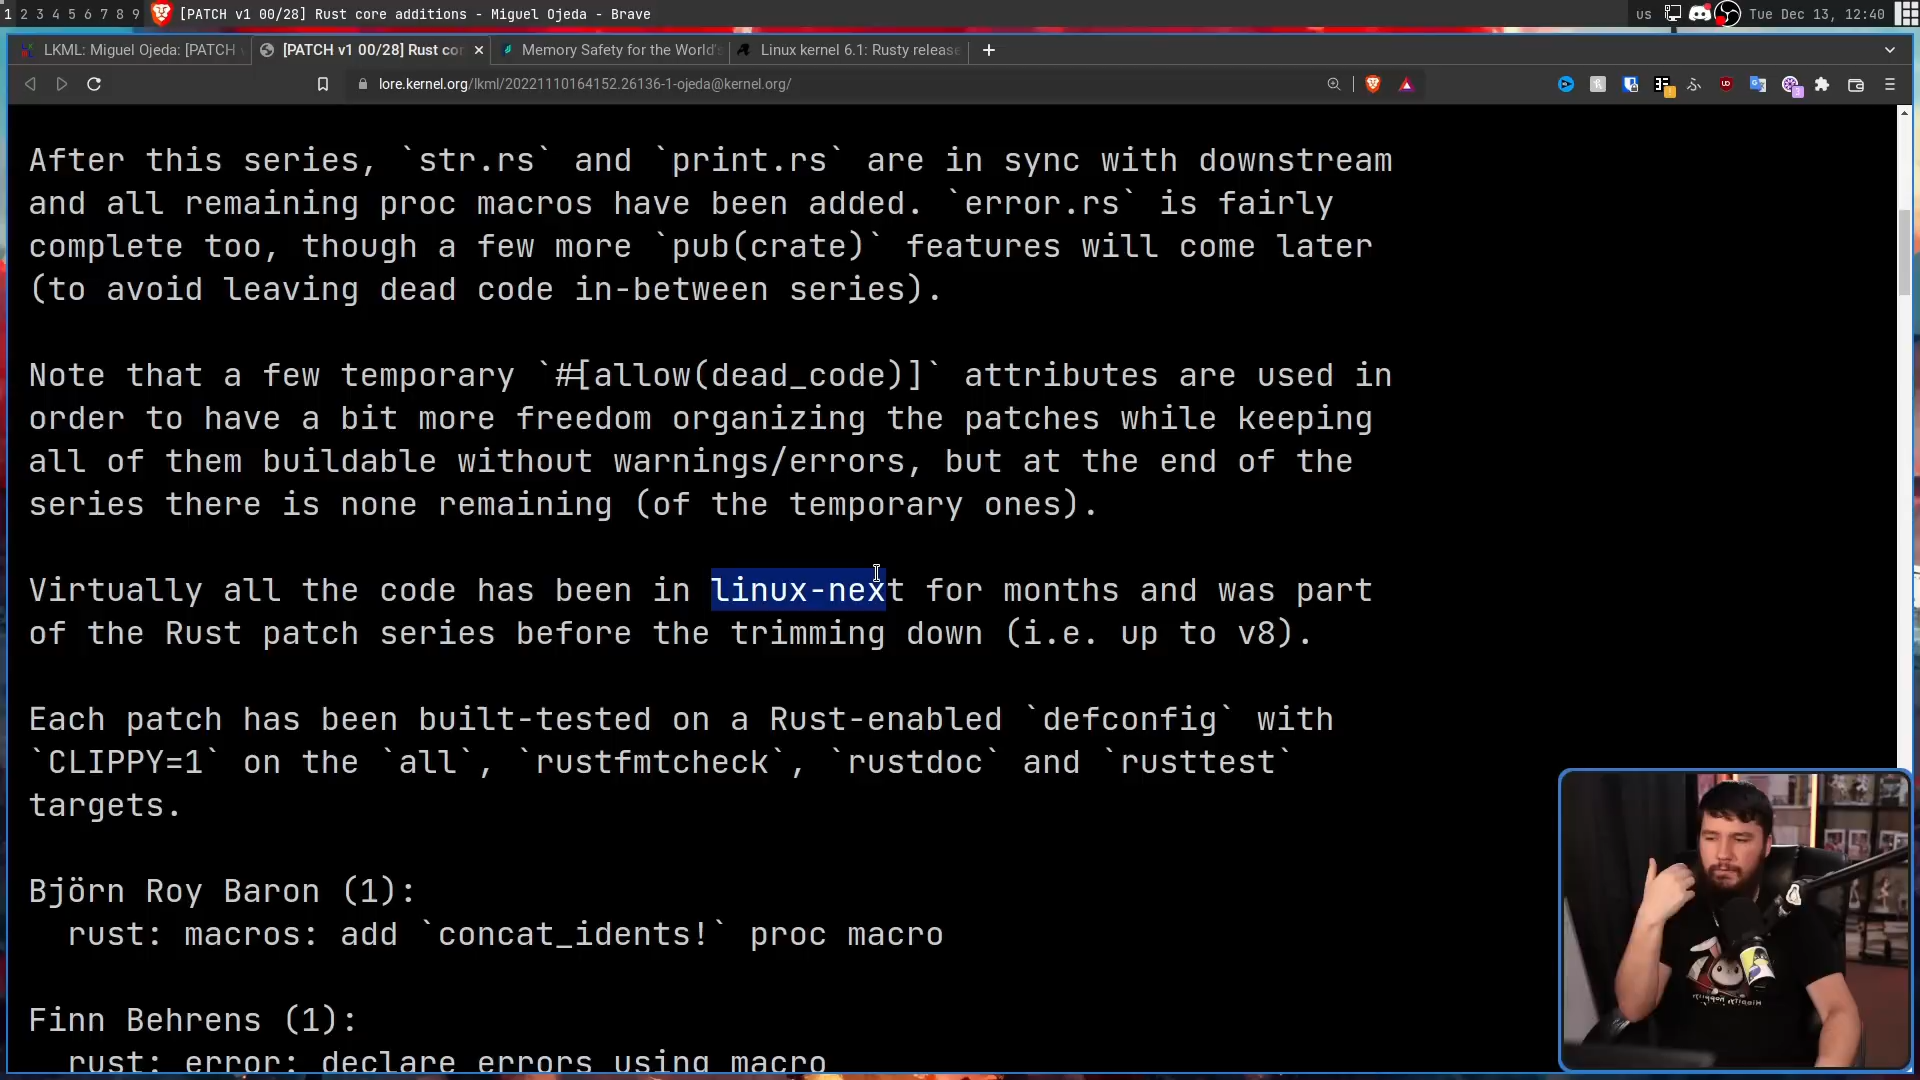 1 2 3 4 5 6 7 8 9 [PATCH v1 00/28] Rust core additions - Miguel Ojeda - Brave
us Tue Dec 13, 12:40
LKML: Miguel Ojeda: [PATCH
[PATCH v1 00/28] Rust co
Memory Safety for the World's
Linux kernel 6.1: Rusty release
lore.kernel.org/lkml/20221110164152.26136-1-ojeda@kernel.org/
After this series, `str.rs` and `print.rs` are in sync with downstream
and all remaining proc macros have been added. `error.rs` is fairly
complete too, though a few more `pub(crate)` features will come later
(to avoid leaving dead code in-between series).
Note that a few temporary `#[allow(dead_code)]` attributes are used in
order to have a bit more freedom organizing the patches while keeping
all of them buildable without warnings/errors, but at the end of the
series there is none remaining (of the temporary ones).
Virtually all the code has been in linux-next for months and was part
of the Rust patch series before the trimming down (i.e. up to v8).
Each patch has been built-tested on a Rust-enabled `defconfig` with
`CLIPPY=1` on the `all`, `rustfmtcheck`, `rustdoc` and `rusttest`
targets.
Björn Roy Baron (1):
rust: macros: add `concat_idents!` proc macro
Finn Behrens (1):
rust: error: declare errors using macro